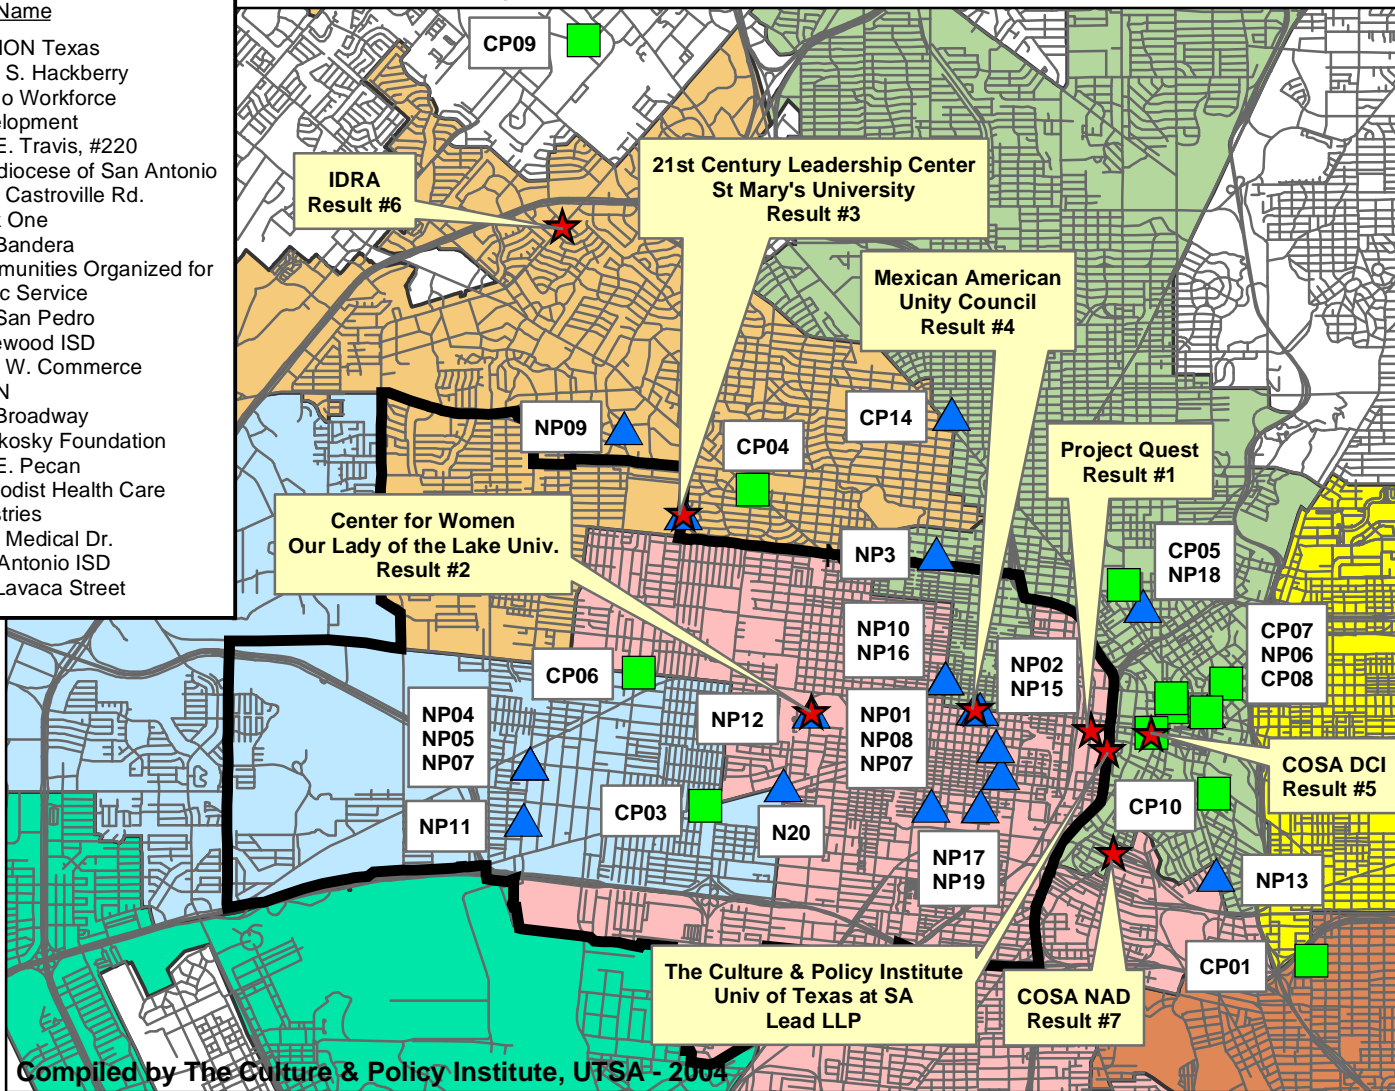 Name
ION Texas
S. Hackberry
o Workforce
elopment
E. Travis, #220
diocese of San Antonio
Castroville Rd.
One
Bandera
munities Organized for
c Service
San Pedro
ewood ISD
W. Commerce
N
Broadway
kosky Foundation
E. Pecan
odist Health Care
stries
Medical Dr.
Antonio ISD
Lavaca Street
CP09
IDRA
Result #6
21st Century Leadership Center
St Mary's University
Result #3
Mexican American
Unity Council
Result #4
NP09
CP04
CP14
Project Quest
Result #1
Center for Women
Our Lady of the Lake Univ.
Result #2
NP3
CP05
NP18
NP10
NP16
CP07
NP06
CP08
CP06
NP02
NP15
NP04
NP05
NP07
NP12
NP01
NP08
NP07
COSA DCI
Result #5
NP11
CP03
N20
CP10
NP17
NP19
NP13
The Culture & Policy Institute
Univ of Texas at SA
Lead LLP
COSA NAD
Result #7
CP01
Compiled by The Culture & Policy Institute, UTSA - 2004